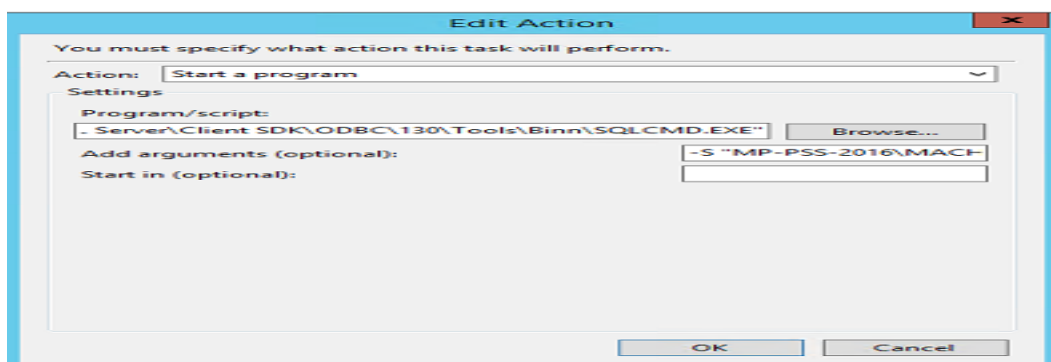 Edit Action
You must specify what action this task will perform.
Action: Start a program
Settings
Program/script:
. Server\Client SDK\ODBC\130\Tools\Binn\SQLCMD.EXE" Browse...
Add arguments (optional): -S "MP-PSS-2016\MACH
Start in (optional):
OK Cancel